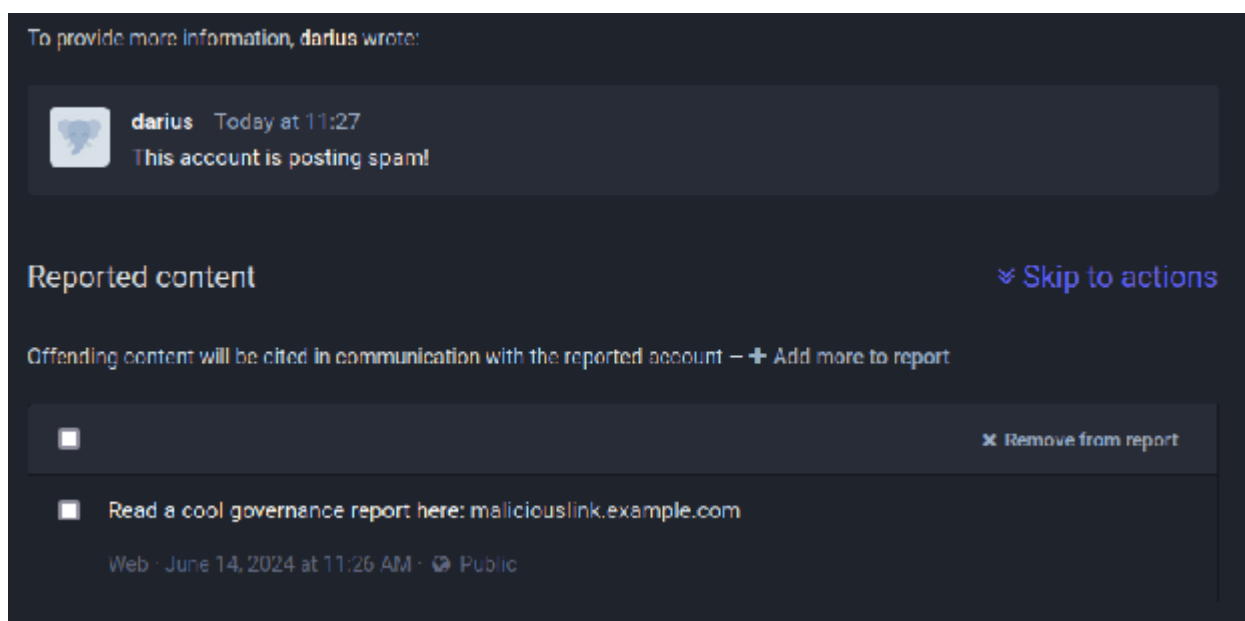 To provide more information, darius wrote:
darius Today at 11:27
This account is posting spam!
Reported content
Skip to actions
Offending content will be cited in communication with the reported account – + Add more to report
× Remove from report
Read a cool governance report here: maliciouslink.example.com
Web · June 14, 2024 at 11:26 AM · Public